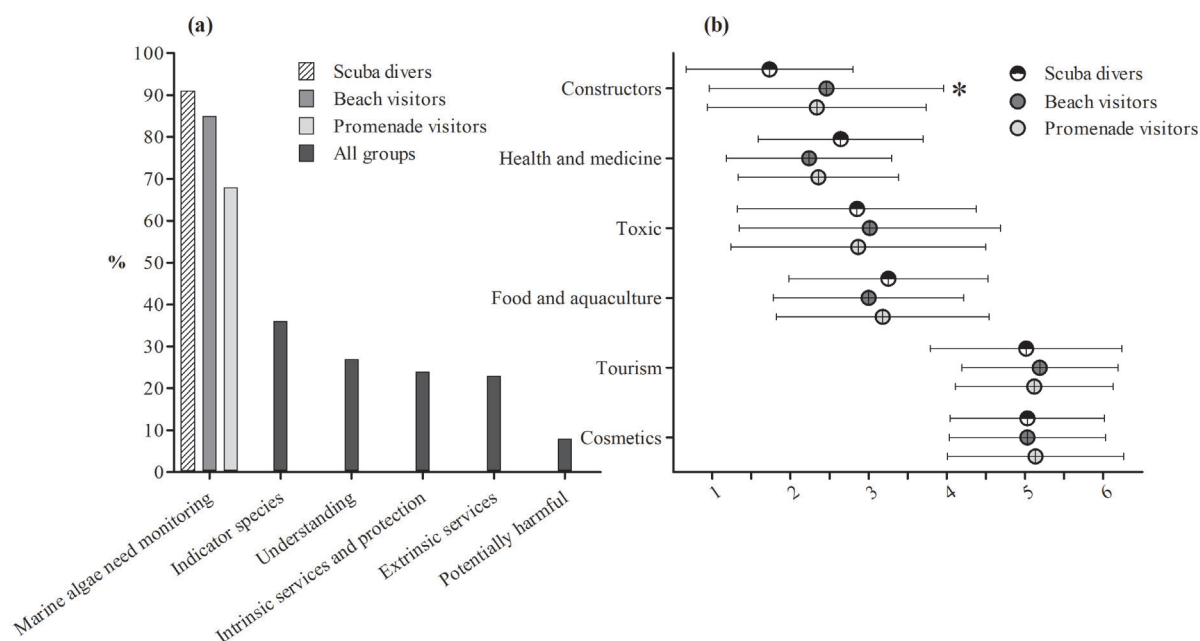 (a)
100
90
80
70
60
50
40
30
20
10
0
%
Scuba divers
Beach visitors
Promenade visitors
All groups
Marine algae need monitoring
Indicator species
Understanding
Intrinsic services and protection
Extrinsic services
Potentially harmful
(b)
Constructors
Health and medicine
Toxic
Food and aquaculture
Tourism
Cosmetics
*
Scuba divers
Beach visitors
Promenade visitors
1 2 3 4 5 6